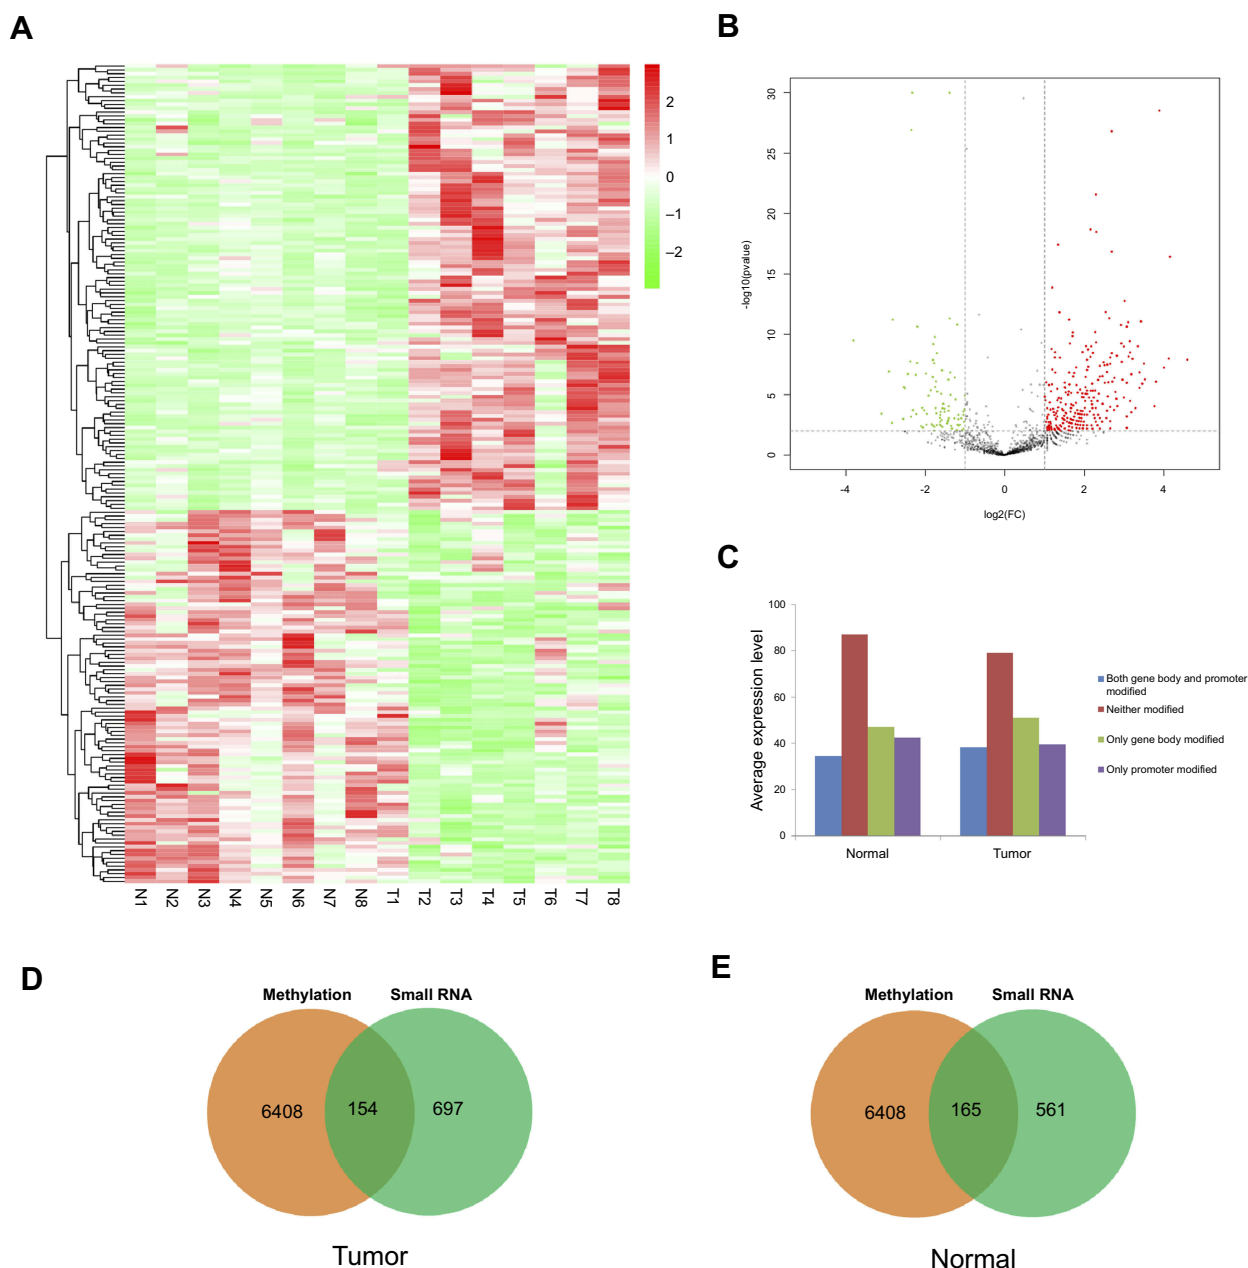 A
2
1
0
−1
−2
N1 N2 N3 N4 N5 N6 N7 N8 T1 T2 T3 T4 T5 T6 T7 T8
B
30
25
20
15
10
5
0
-log10(pvalue)
-4 -2 0 2 4
log2(FC)
C
100
80
60
40
20
0
Average expression level
Normal Tumor
Both gene body and promoter
modified
Neither modified
Only gene body modified
Only promoter modified
D
Methylation Small RNA
6408 154 697
Tumor
E
Methylation Small RNA
6408 165 561
Normal